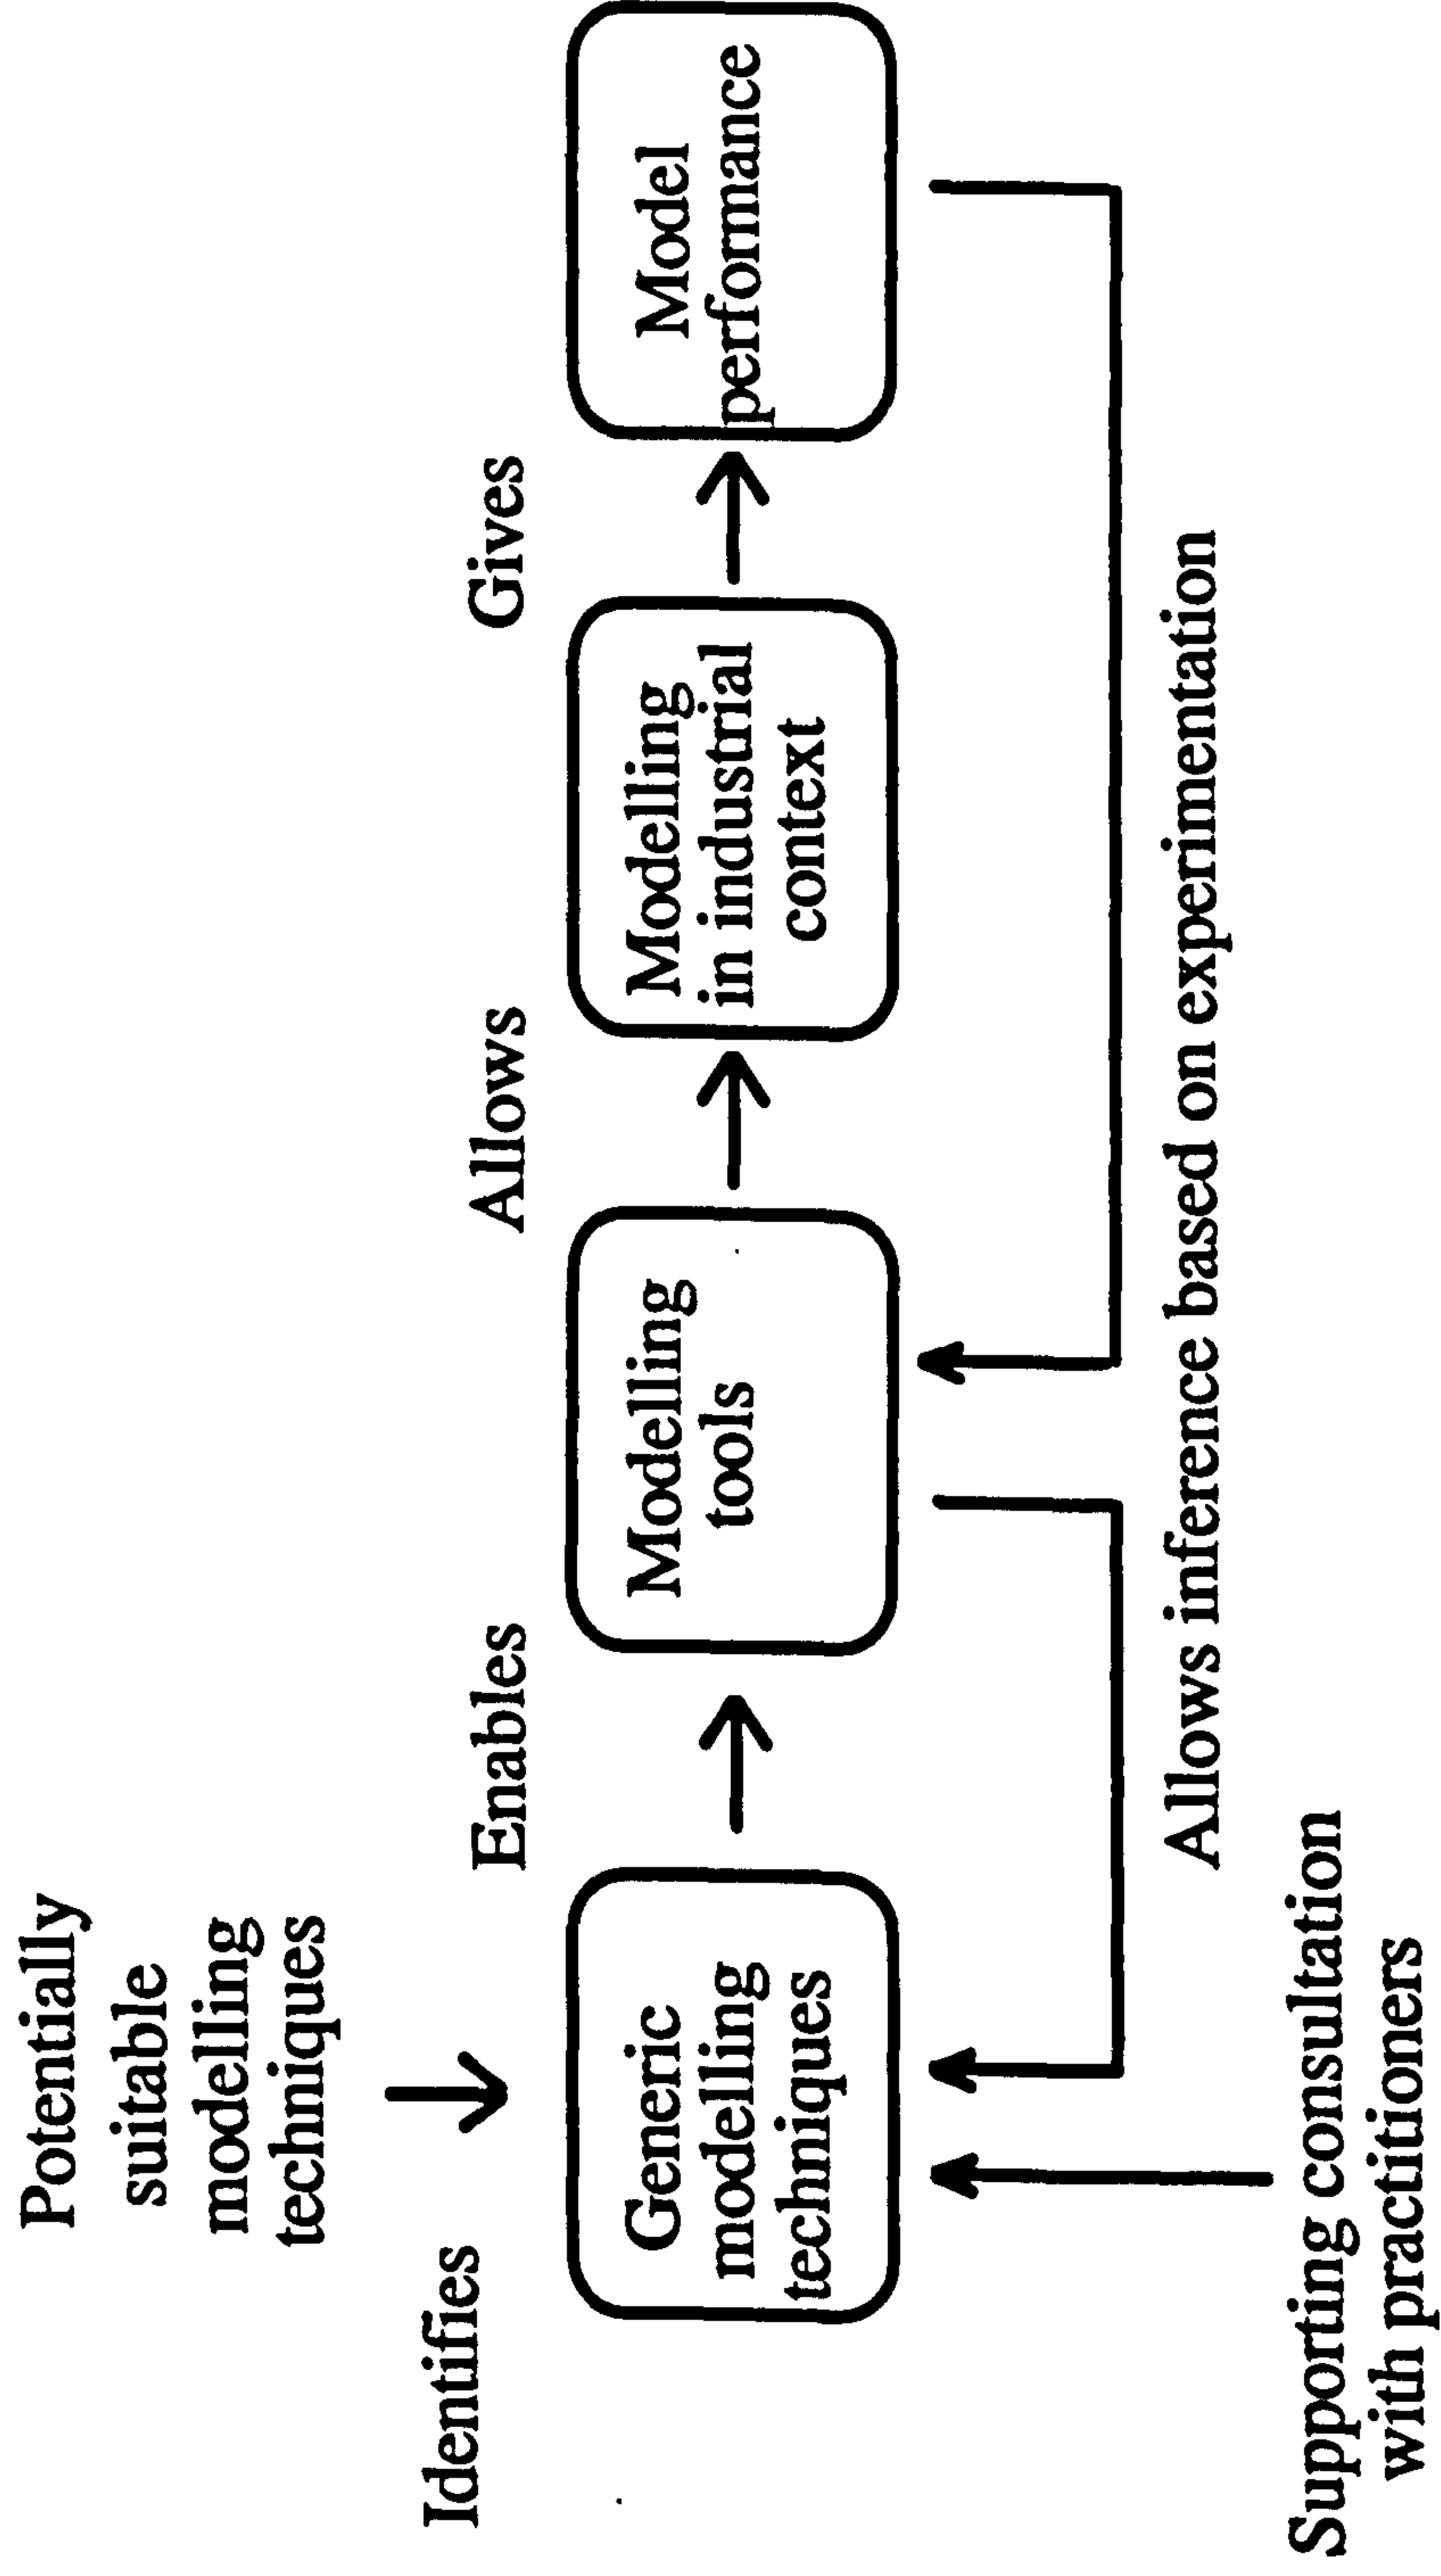 Potentially
suitable
modelling
techniques
Identifies
Enables
Allows
Gives
Generic
modelling
techniques
Modelling
tools
Modelling
in industrial
context
Model
perfomance
Allows inference based on experimentation
Supporting consultation
with practitioners